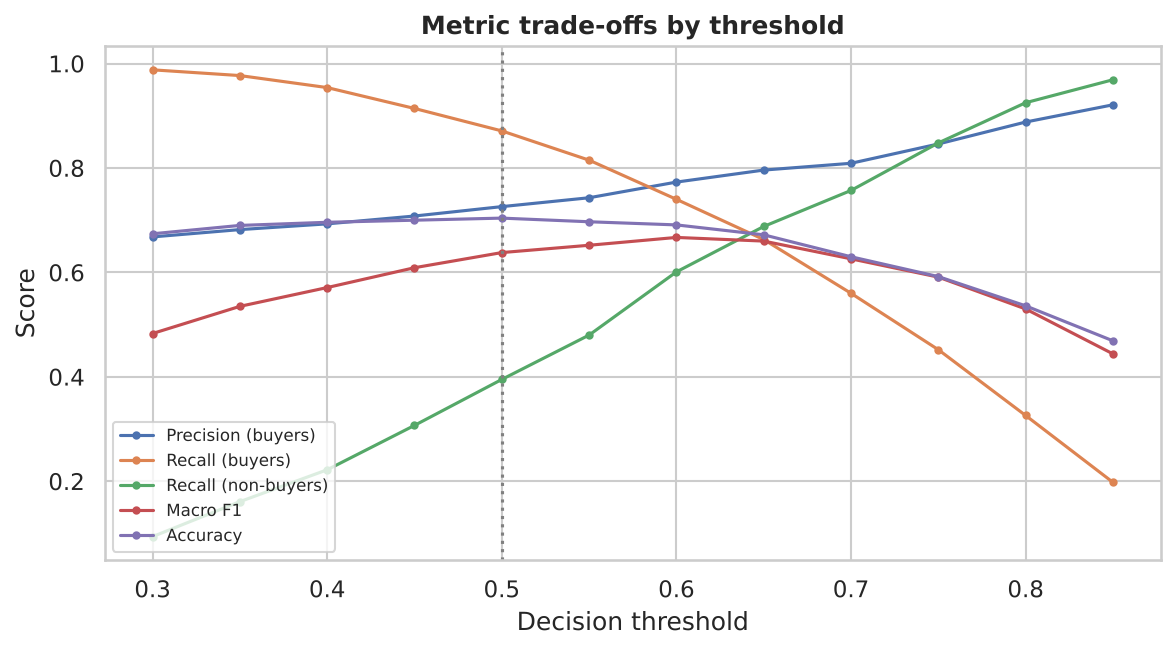 Metric trade-offs by threshold
Score
1.0
0.8
0.6
0.4
0.2
Precision (buyers)
Recall (buyers)
Recall (non-buyers)
Macro F1
Accuracy
0.3 0.4 0.5 0.6 0.7 0.8
Decision threshold